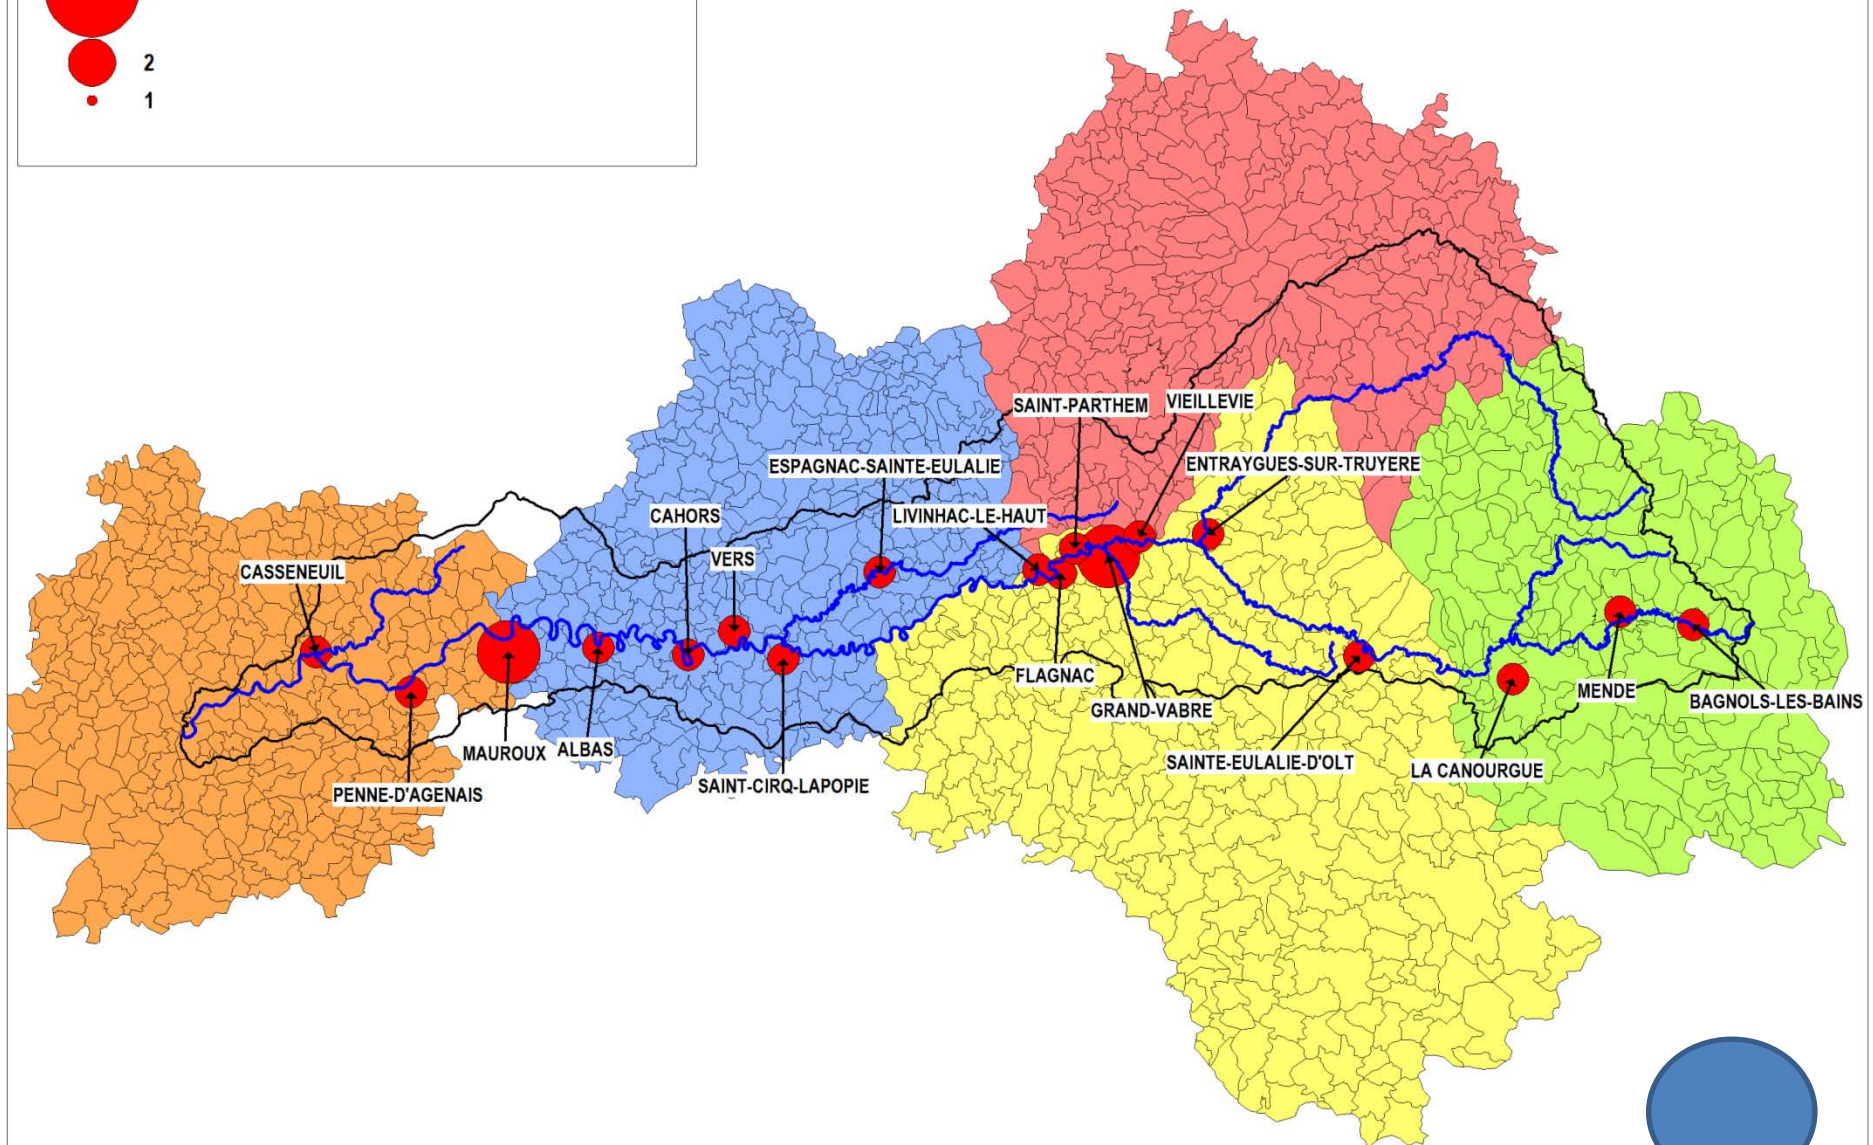 2
1
SAINT-PARTHEM
VIEILLEVIE
ESPAGNAC-SAINTE-EULALIE
ENTRAYGUES-SUR-TRUYERE
CAHORS
LIVINHAC-LE-HAUT
VERS
CASSENEUIL
FLAGNAC
MENDE
BAGNOLS-LES-BAINS
GRAND-VABRE
MAUROUX
ALBAS
SAINTE-EULALIE-D'OLT
LA CANOURGUE
SAINT-CIRQ-LAPOPIE
PENNE-D'AGENAIS